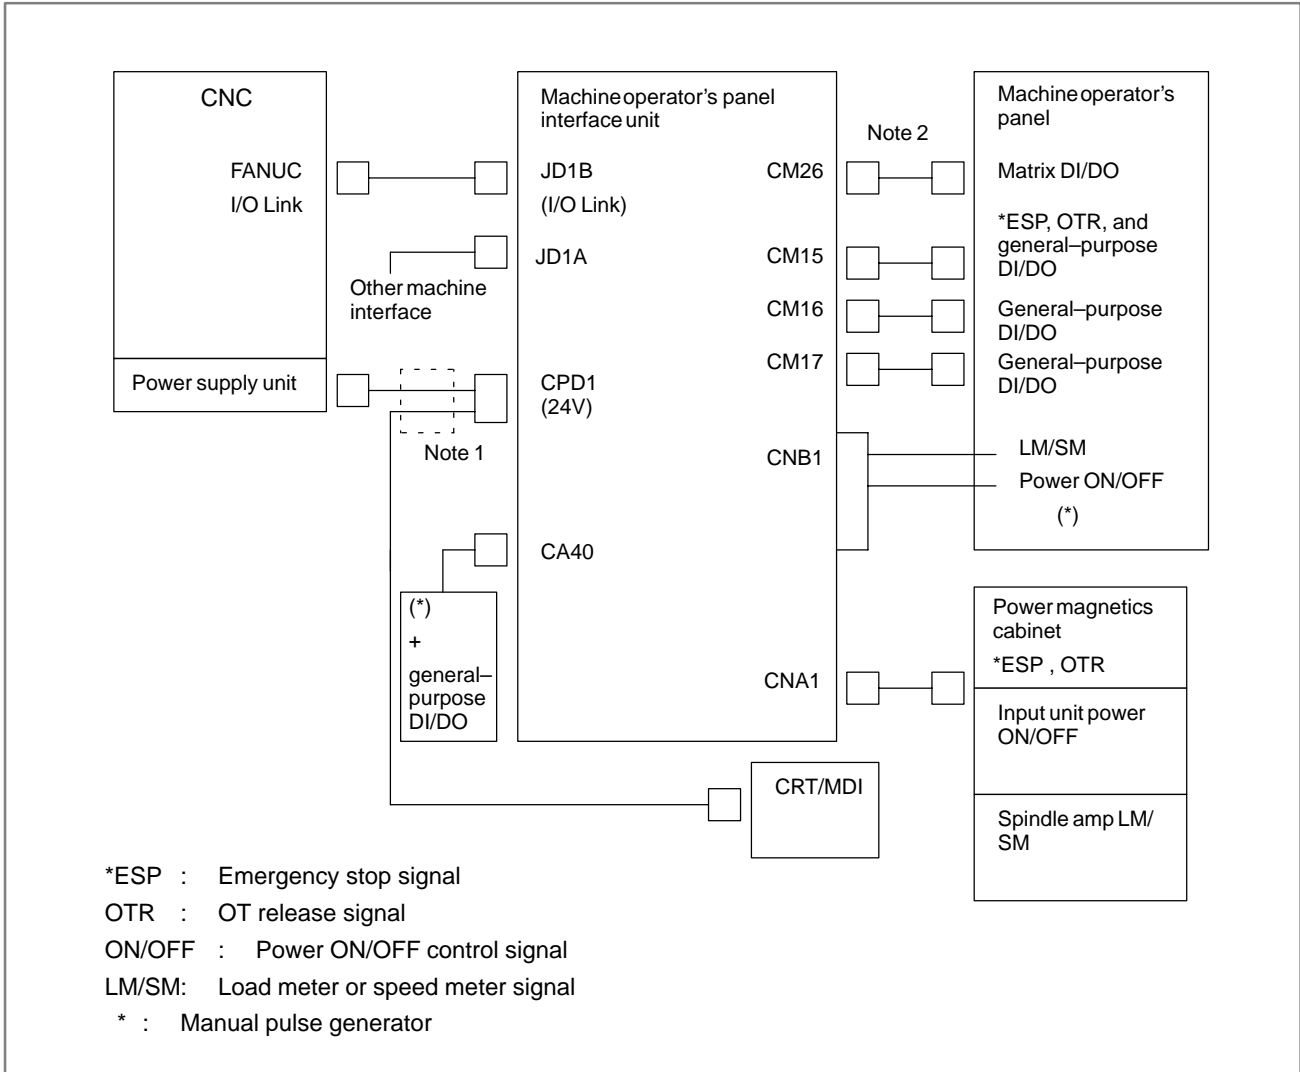 CNC
FANUC
I/O Link
Power supply unit
Other machine
interface
Note 1
Machine operator's panel
interface unit
JD1B
(I/O Link)
JD1A
CPD1
(24V)
CA40
(*)
+
general–
purpose
DI/DO
CM26
CM15
CM16
CM17
CNB1
CNA1
Note 2
Machine operator's
panel
Matrix DI/DO
*ESP, OTR, and
general–purpose
DI/DO
General–purpose
DI/DO
General–purpose
DI/DO
LM/SM
Power ON/OFF
(*)
Power magnetics
cabinet
*ESP , OTR
Input unit power
ON/OFF
Spindle amp LM/
SM
CRT/MDI
*ESP : Emergency stop signal
OTR : OT release signal
ON/OFF : Power ON/OFF control signal
LM/SM: Load meter or speed meter signal
* : Manual pulse generator